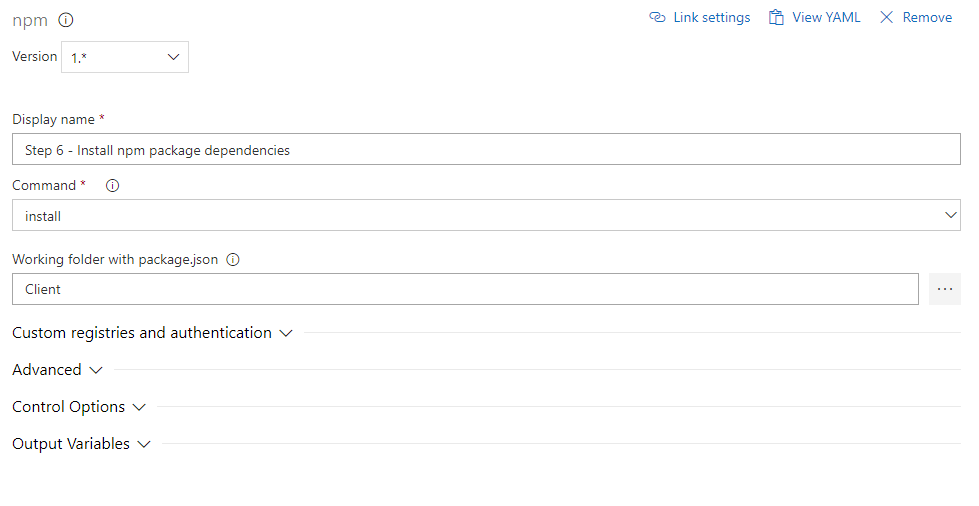 npm
Link settings
View YAML
Remove
Version 1.*
Display name *
Step 6 - Install npm package dependencies
Command *
install
Working folder with package.json
Client
...
Custom registries and authentication
Advanced
Control Options
Output Variables